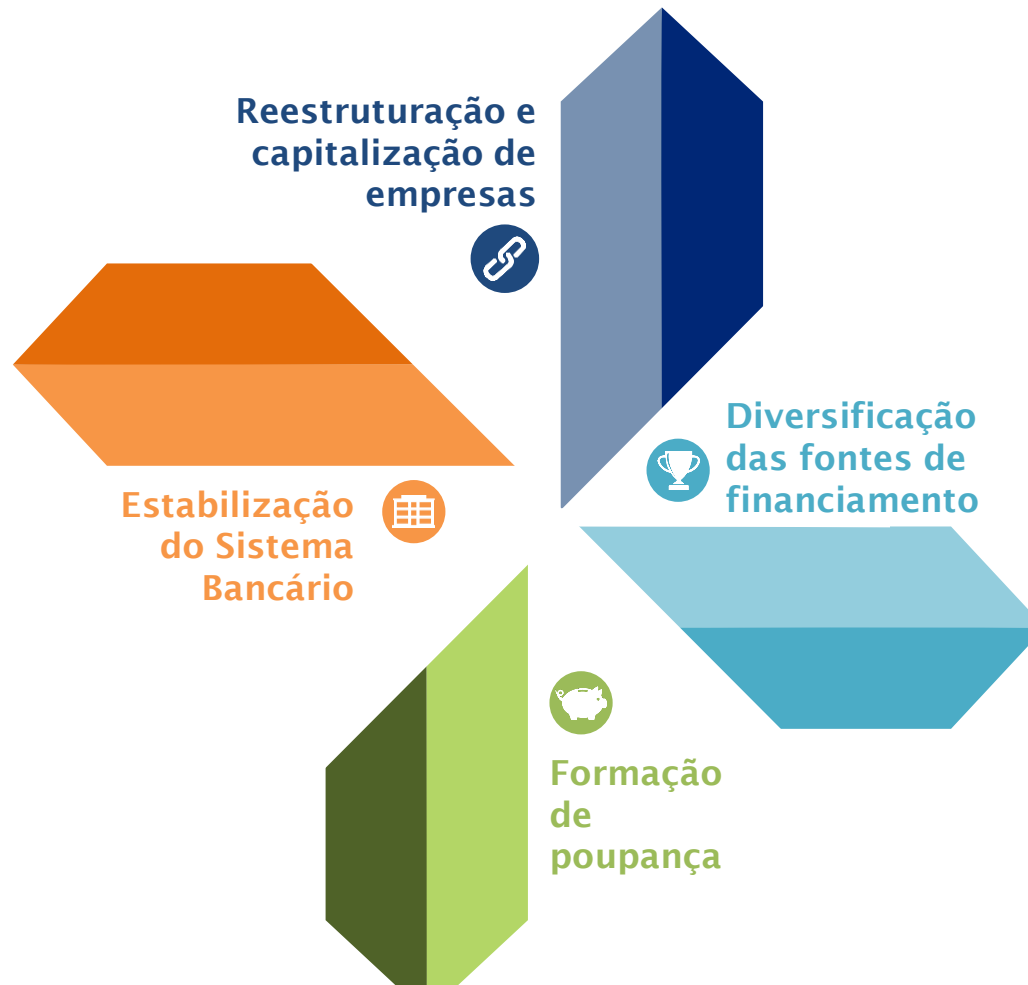 Reestruturação e
capitalização de
empresas
Diversificação
das fontes de
financiamento
Estabilização
do Sistema
Bancário
Formação
de
poupança